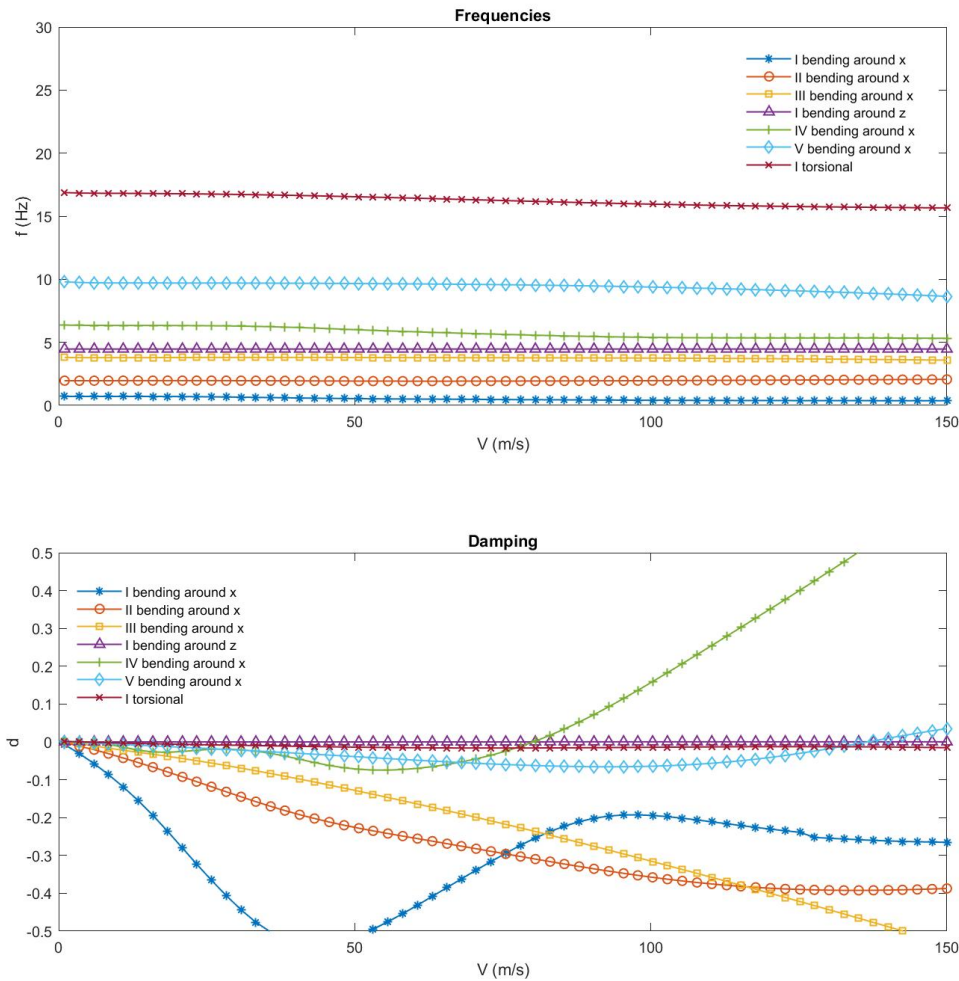 Frequencies
30
25
20
15
10
5
0
f (Hz)
I bending around x
II bending around x
III bending around x
I bending around z
IV bending around x
V bending around x
I torsional
0
50
100
150
V (m/s)
Damping
0.5
0.4
0.3
0.2
0.1
0
-0.1
-0.2
-0.3
-0.4
-0.5
d
I bending around x
II bending around x
III bending around x
I bending around z
IV bending around x
V bending around x
I torsional
0
50
100
150
V (m/s)